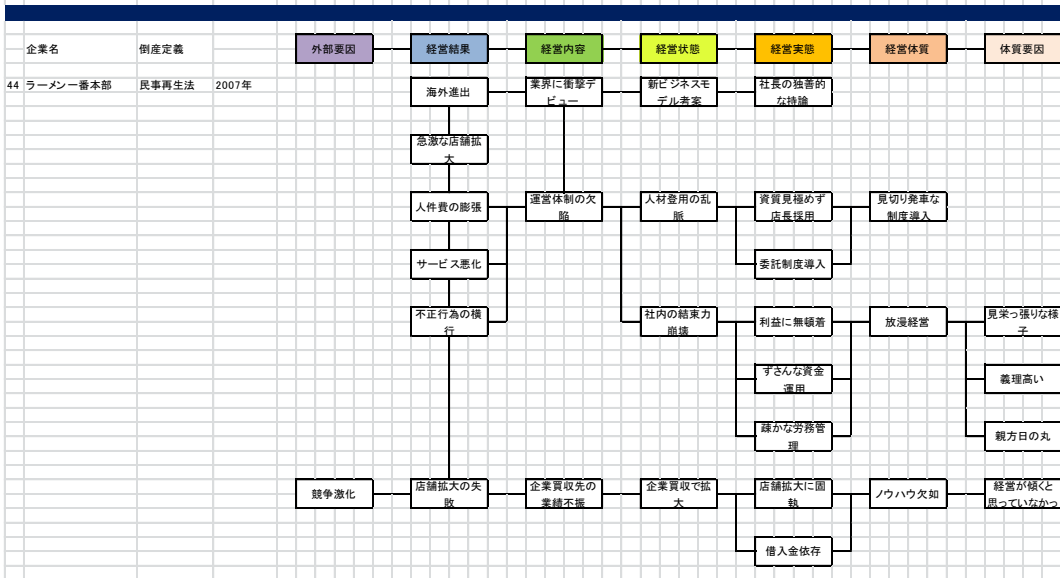 企業名 倒産定義 外部要因 経営結果 経営内容 経営状態 経営実態 経営体質 体質要因
44 ラーメン一番本部 民事再生法 2007年
海外進出
業界に衝撃デ
ビュー
新ビジネスモ
デル考案
社長の独善的
な持論
急激な店舗拡
大
人件費の膨張
運営体制の欠
陥
人材登用の乱
脈
資質見極めず
店長採用
見切り発車な
制度導入
サービス悪化
委託制度導入
不正行為の横
行
社内の結束力
崩壊
利益に無頓着
放漫経営
見栄っ張りな様
子
ずさんな資金
運用
義理高い
疎かな労務管
理
親方日の丸
競争激化
店舗拡大の失
敗
企業買収先の
業績不振
企業買収で拡
大
店舗拡大に固
執
ノウハウ欠如
経営が傾くと
思っていなかっ
借入金依存